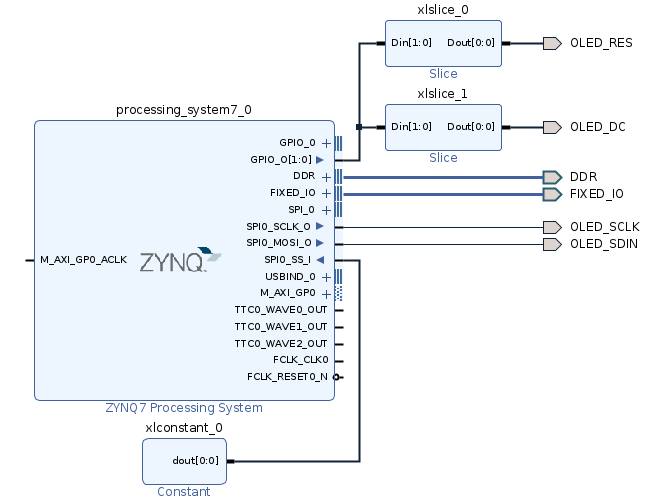 xlslice_0
Din[1:0] Dout[0:0]
Slice
OLED_RES
xlslice_1
Din[1:0] Dout[0:0]
Slice
OLED_DC
processing_system7_0
GPIO_0
GPIO_O[1:0]
DDR
FIXED_IO
SPI_0
SPI0_SCLK_O
SPI0_MOSI_O
SPI0_SS_I
USBIND_0
M_AXI_GP0
TTC0_WAVE0_OUT
TTC0_WAVE1_OUT
TTC0_WAVE2_OUT
FCLK_CLK0
FCLK_RESET0_N
M_AXI_GP0_ACLK
ZYNQ
ZYNQ7 Processing System
DDR
FIXED_IO
OLED_SCLK
OLED_SDIN
xlconstant_0
dout[0:0]
Constant